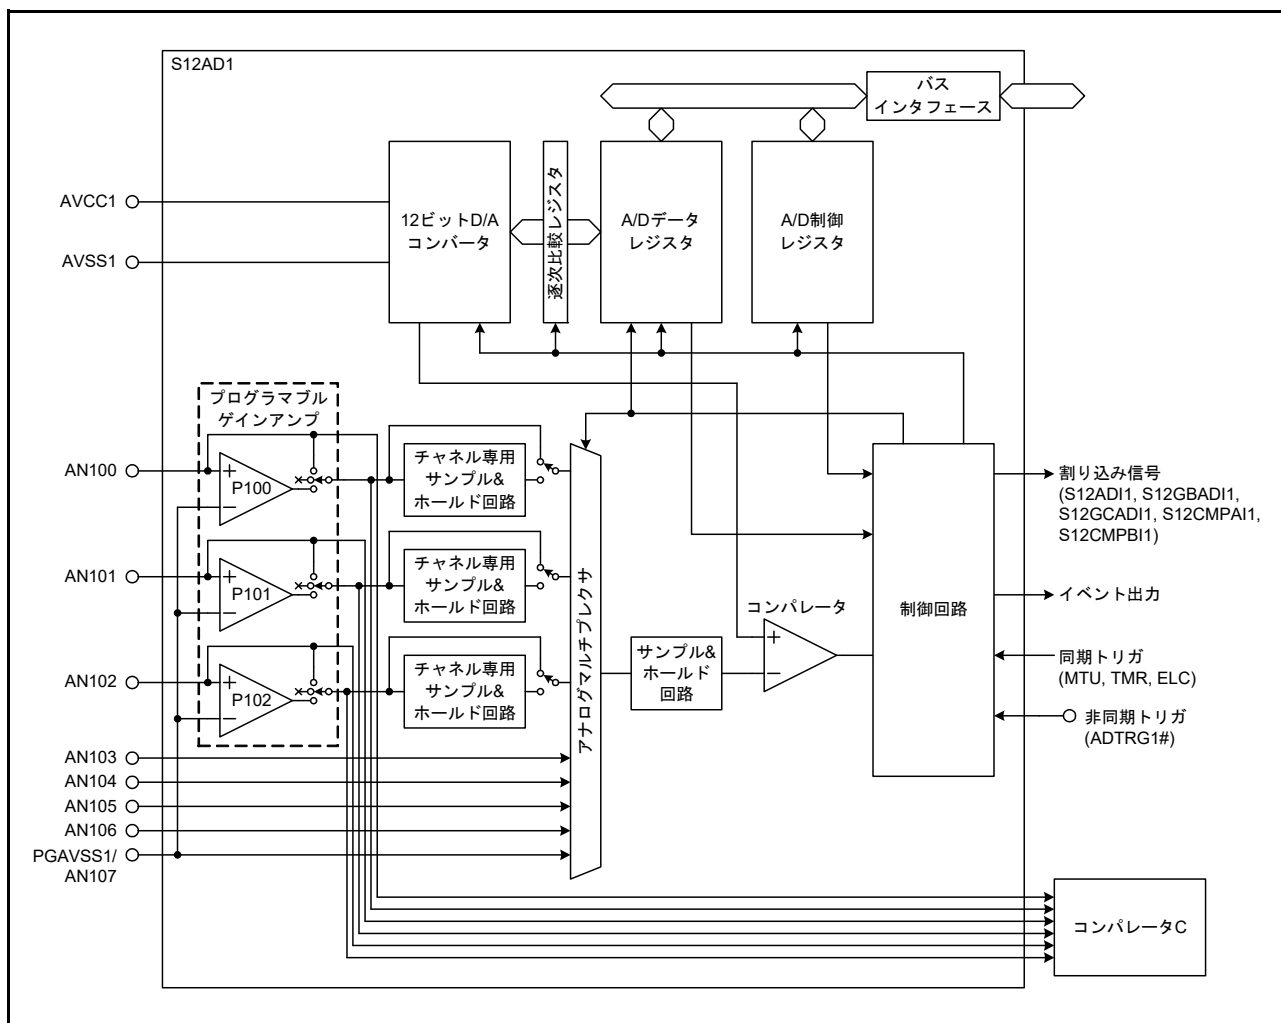 S12AD1
バス
インタフェース
12ビットD/A
コンバータ
逐次比較レジスタ
A/Dデータ
レジスタ
A/D制御
レジスタ
AVCC1
AVSS1
プログラマブル
ゲインアンプ
AN100
+
P100
−
チャネル専用
サンプル&
ホールド回路
AN101
+
P101
−
チャネル専用
サンプル&
ホールド回路
AN102
+
P102
−
チャネル専用
サンプル&
ホールド回路
アナログマルチプレクサ
サンプル&
ホールド
回路
コンパレータ
+
−
制御回路
割り込み信号
(S12ADI1, S12GBADI1,
S12GCADI1, S12CMPAI1,
S12CMPBI1)
イベント出力
同期トリガ
(MTU, TMR, ELC)
非同期トリガ
(ADTRG1#)
AN103
AN104
AN105
AN106
PGAVSS1/
AN107
コンパレータC